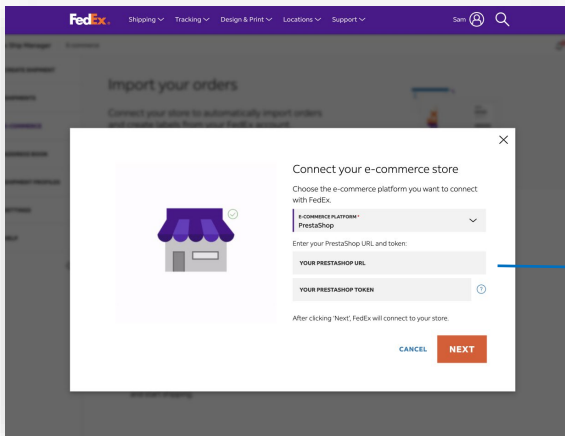 FedEx. Shipping Tracking Design & Print Locations Support Sam
Import your orders
Connect your store to automatically import orders
and create labels from your FedEx account.
Connect your e-commerce store
Choose the e-commerce platform you want to connect
with FedEx.
E-COMMERCE PLATFORM*
PrestaShop
Enter your PrestaShop URL and token:
YOUR PRESTASHOP URL
YOUR PRESTASHOP TOKEN
?
After clicking 'Next', FedEx will connect to your store.
CANCEL NEXT
and start shipping.